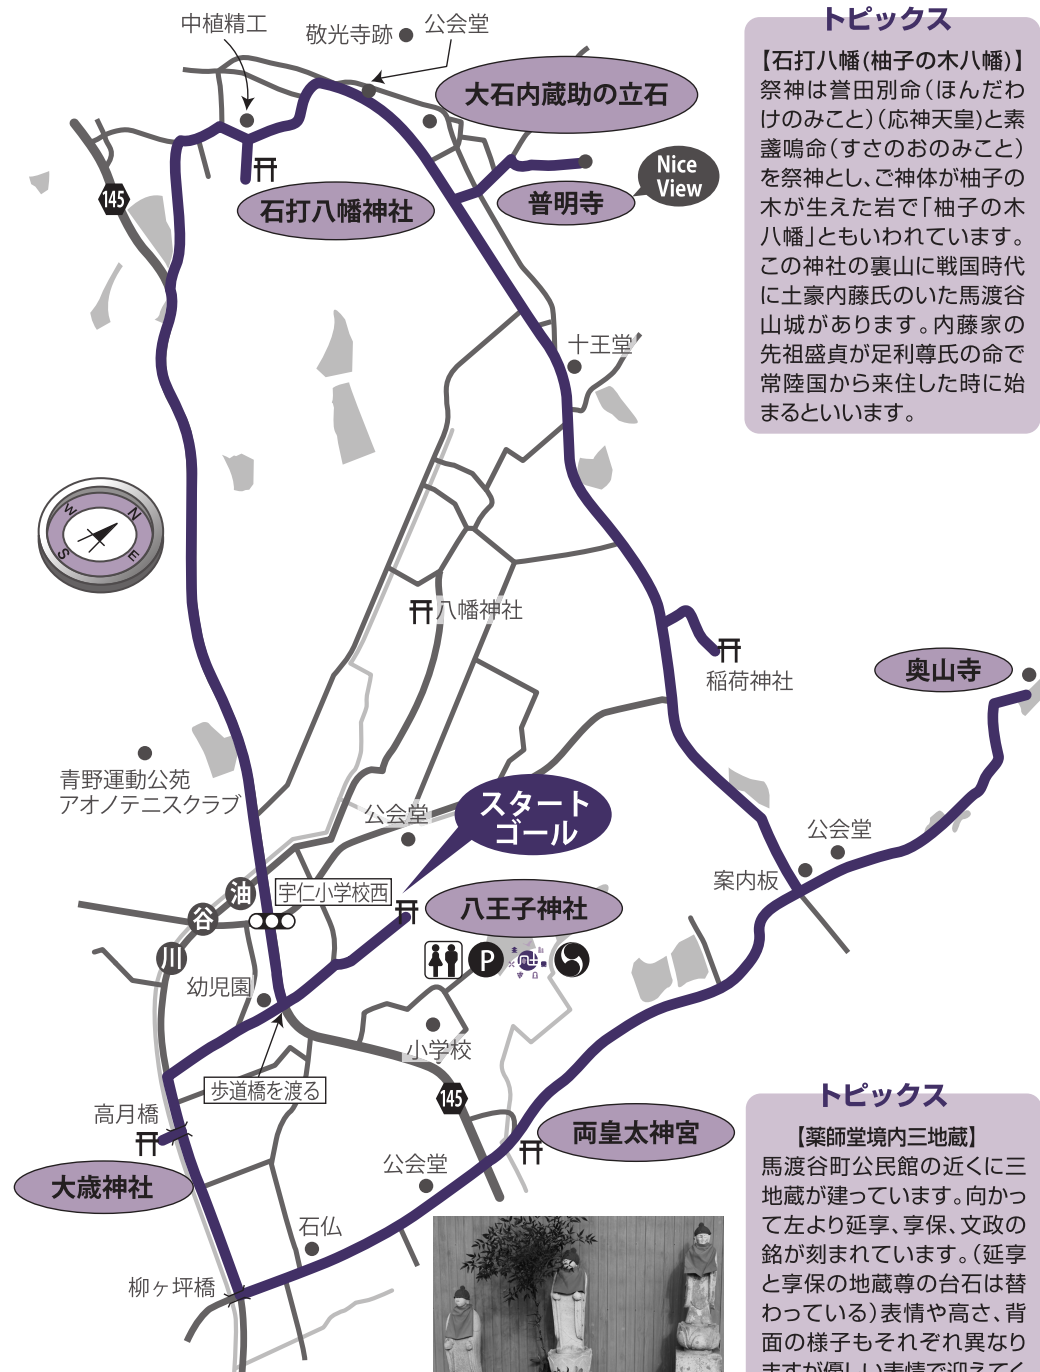 中植精工
敬光寺跡
公会堂
大石内蔵助の立石
Nice
View
普明寺
145
石打八幡神社
十王堂
W
N
S
E
八幡神社
稲荷神社
奥山寺
青野運動公苑
アオノテニスクラブ
公会堂
スタート
ゴール
公会堂
案内板
宇仁小学校西
油
谷
川
八王子神社
P
幼児園
小学校
歩道橋を渡る
145
高月橋
両皇太神宮
大歳神社
公会堂
石仏
柳ヶ坪橋
トピックス
【石打八幡(柚子の木八幡)】
祭神は誉田別命(ほんだわ
けのみこと)(応神天皇)と素
盞鳴命(すさのおのみこと)
を祭神とし、ご神体が柚子の
木が生えた岩で「柚子の木
八幡」ともいわれています。
この神社の裏山に戦国時代
に土豪内藤氏のいた馬渡谷
山城があります。内藤家の
先祖盛貞が足利尊氏の命で
常陸国から来住した時に始
まるといいます。
トピックス
【薬師堂境内三地蔵】
馬渡谷町公民館の近くに三
地蔵が建っています。向かっ
て左より延享、享保、文政の
銘が刻まれています。(延享
と享保の地蔵尊の台石は替
わっている)表情や高さ、背
面の様子もそれぞれ異なり
ますが優しい表情で迎えてく